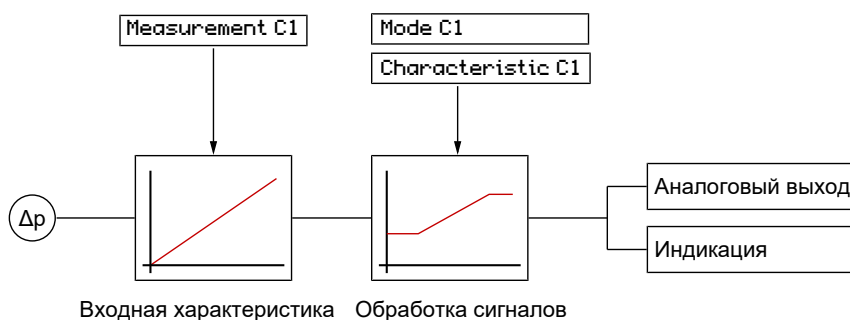 Measurement C1
Mode C1
Characteristic C1
Δp
Аналоговый выход
Индикация
Входная характеристика
Обработка сигналов